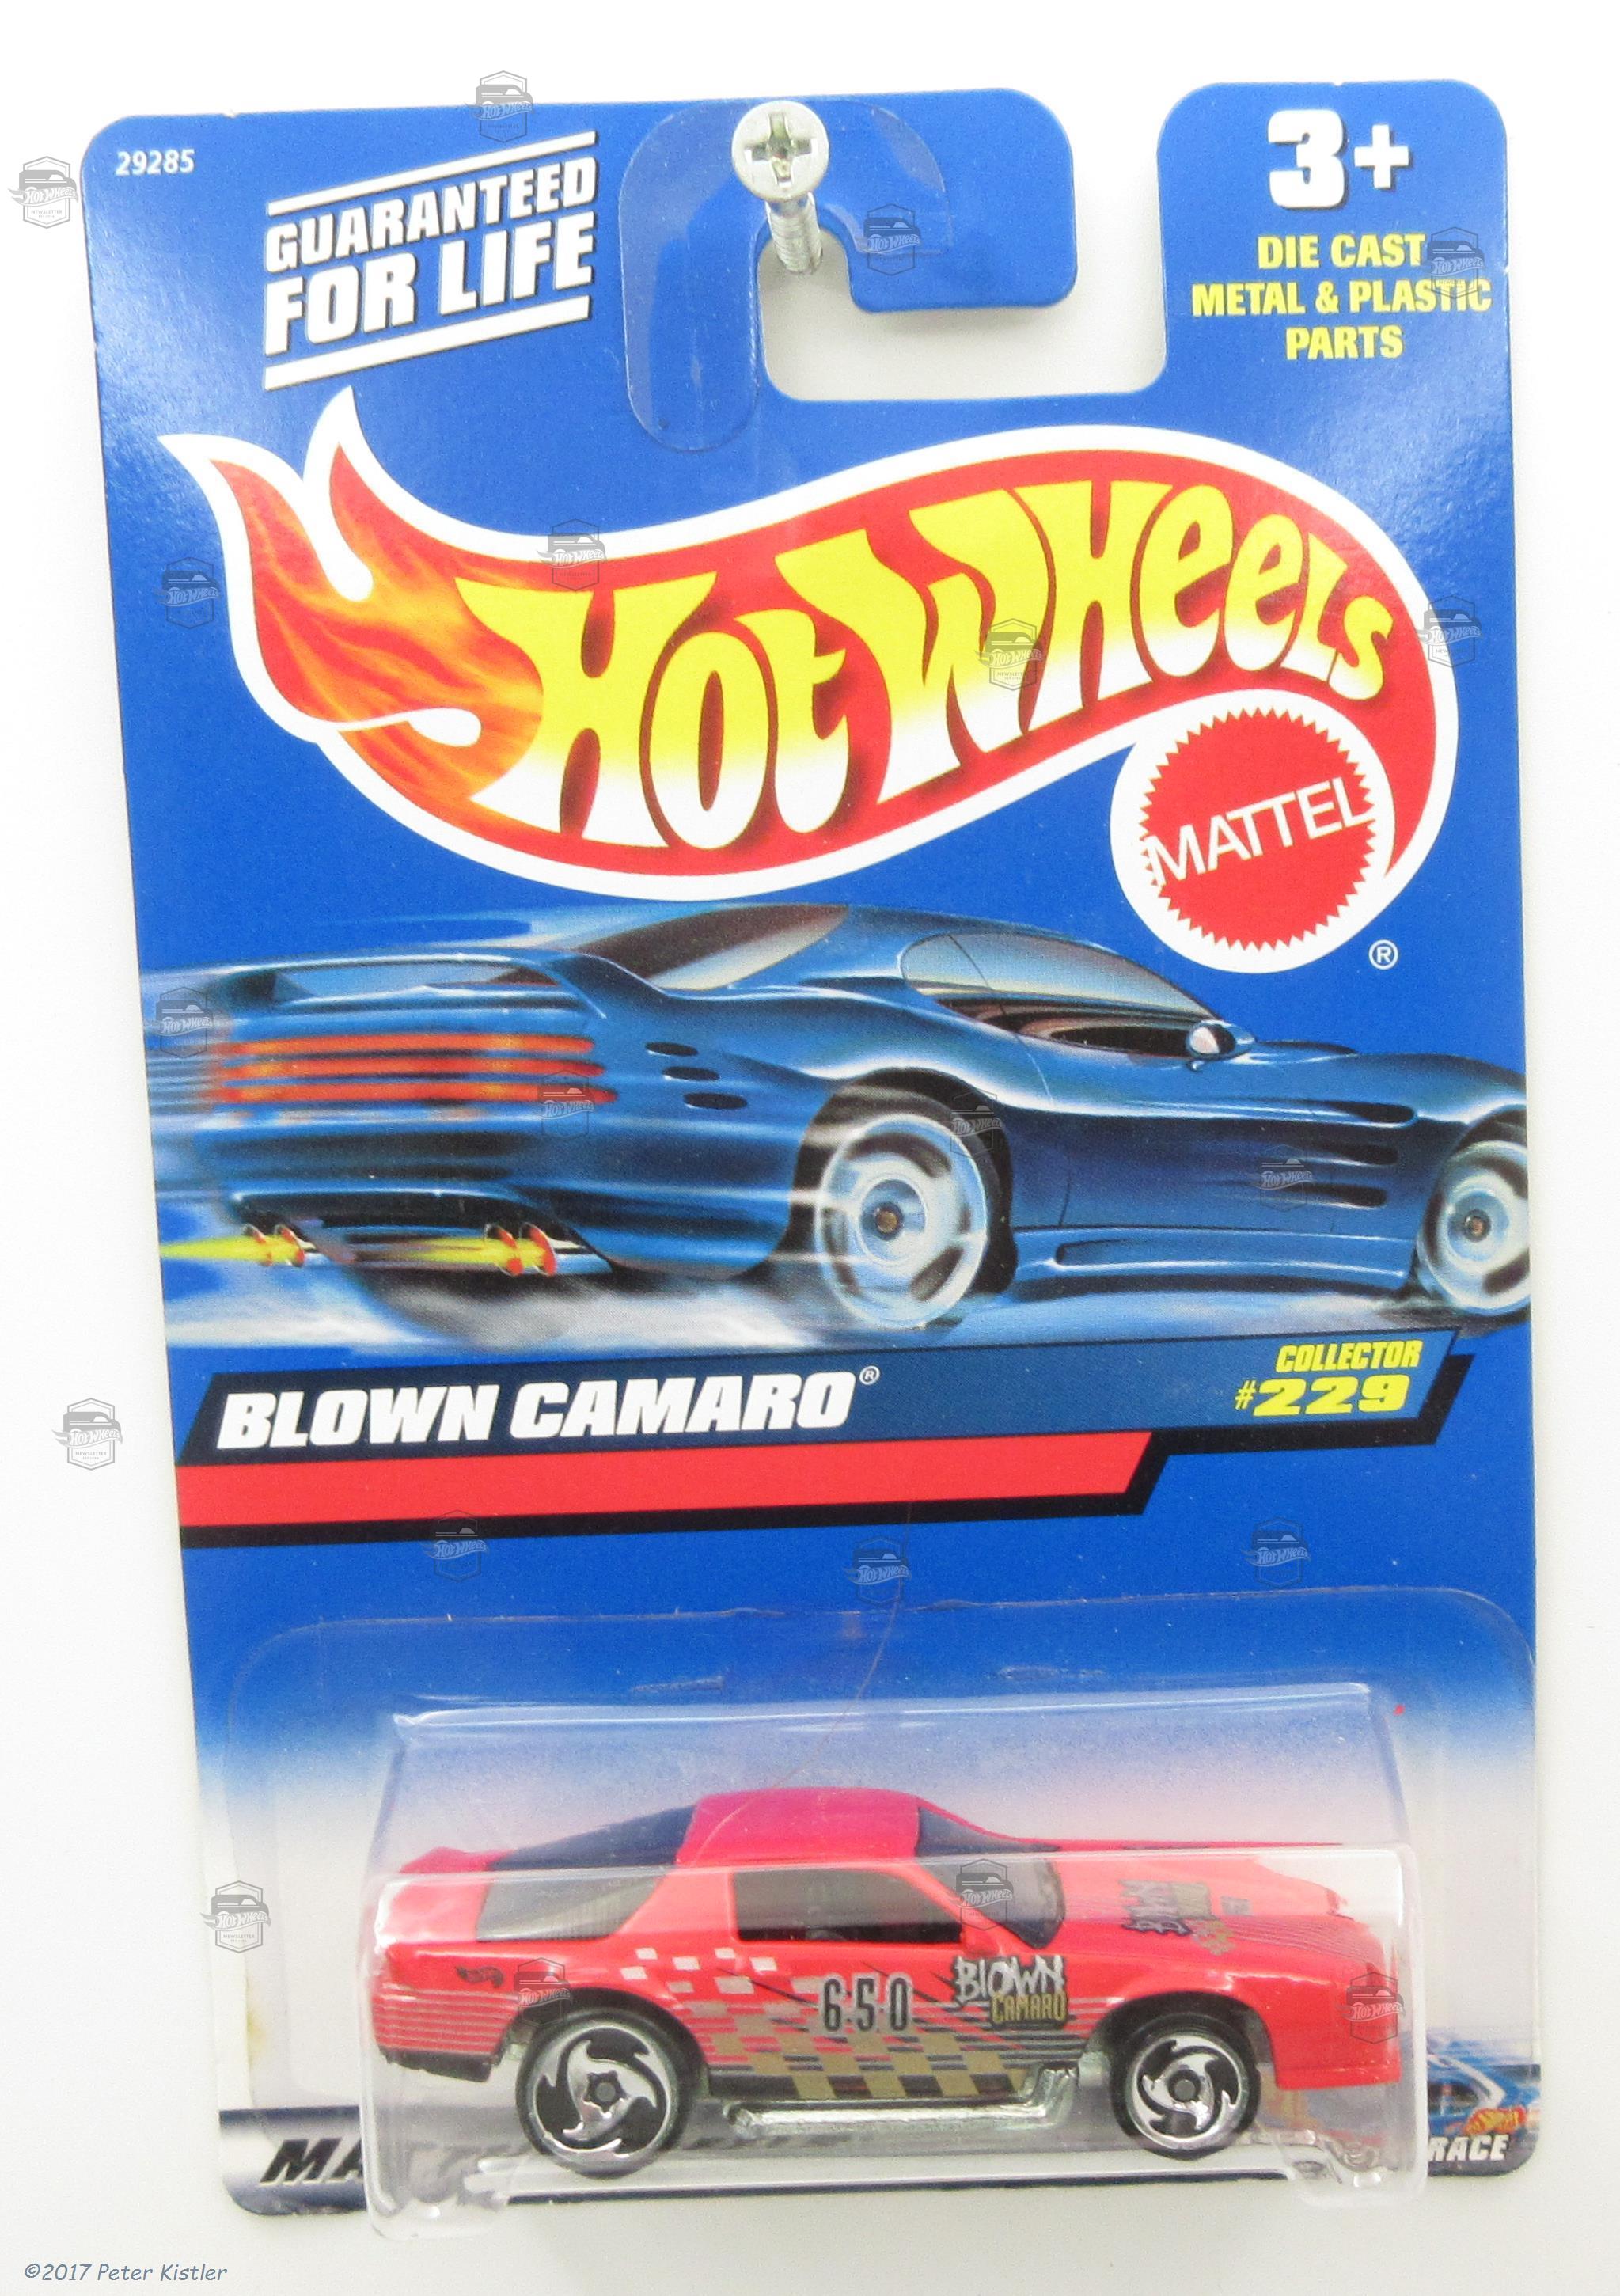 29285
GUARANTEED
FOR LIFE
3+
DIE CAST
METAL & PLASTIC
PARTS
HOT WHEELS
MATTEL
®
BLOWN CAMARO®
COLLECTOR
#229
650
BLOWN
CAMARO
RACE
©2017 Peter Kistler